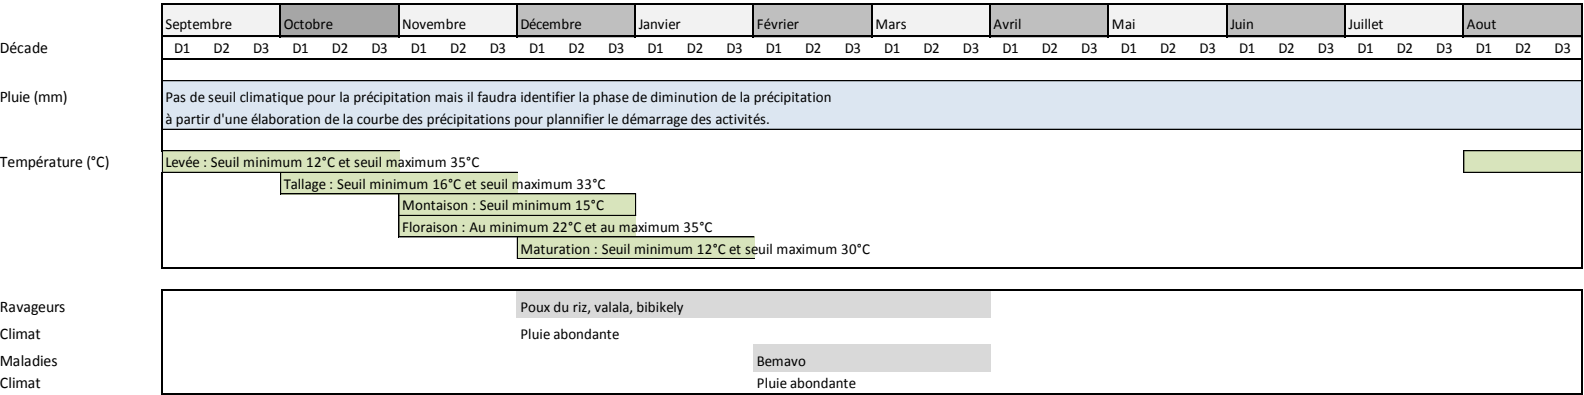 Septembre Octobre Novembre Décembre Janvier Février Mars Avril Mai Juin Juillet Aout
Décade D1 D2 D3 D1 D2 D3 D1 D2 D3 D1 D2 D3 D1 D2 D3 D1 D2 D3 D1 D2 D3 D1 D2 D3 D1 D2 D3 D1 D2 D3 D1 D2 D3 D1 D2 D3
Pluie (mm) Pas de seuil climatique pour la précipitation mais il faudra identifier la phase de diminution de la précipitation
à partir d'une élaboration de la courbe des précipitations pour plannifier le démarrage des activités.
Température (°C) Levée : Seuil minimum 12°C et seuil maximum 35°C
Tallage : Seuil minimum 16°C et seuil maximum 33°C
Montaison : Seuil minimum 15°C
Floraison : Au minimum 22°C et au maximum 35°C
Maturation : Seuil minimum 12°C et seuil maximum 30°C
Ravageurs Poux du riz, valala, bibikely
Climat Pluie abondante
Maladies Bemavo
Climat Pluie abondante